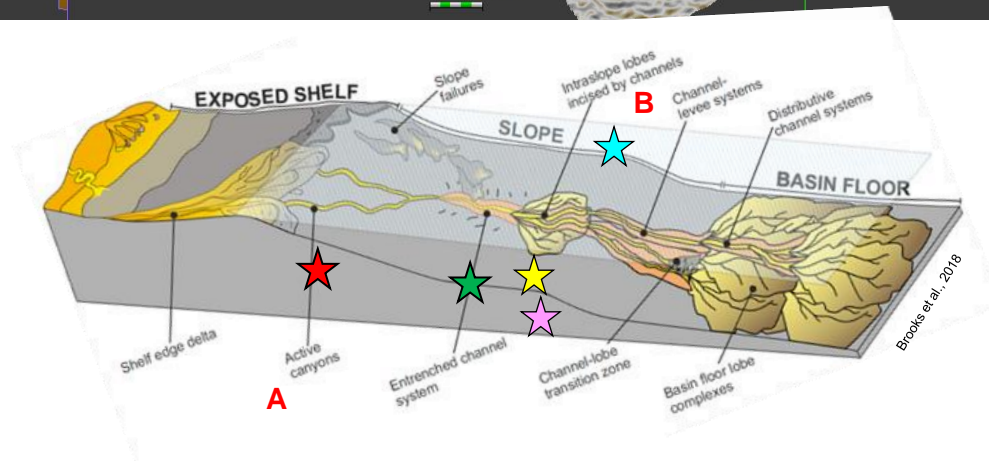 EXPOSED SHELF
Slope
failures
Intraslope lobes
incised by channels
B
Channel-
levee systems
Distributive
channel systems
SLOPE
BASIN FLOOR
Brooks et al., 2018
Shelf edge delta
Active
canyons
Entrenched channel
system
Channel-lobe
transition zone
Basin floor lobe
complexes
A